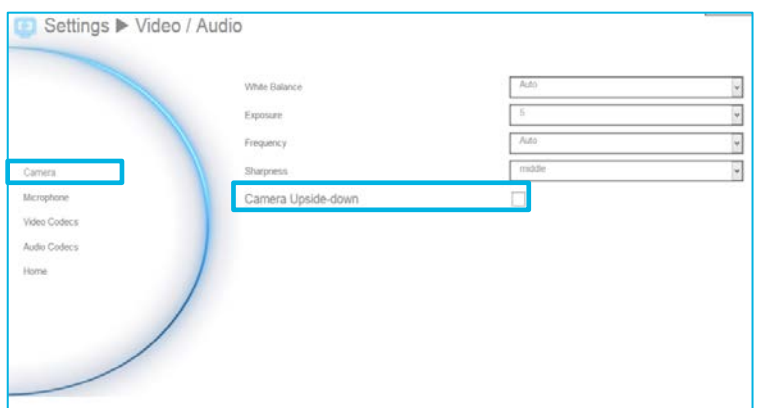 Settings ▶ Video / Audio
White Balance Auto
Exposure 5
Frequency Auto
Camera
Sharpness middle
Microphone
Camera Upside-down
Video Codecs
Audio Codecs
Home